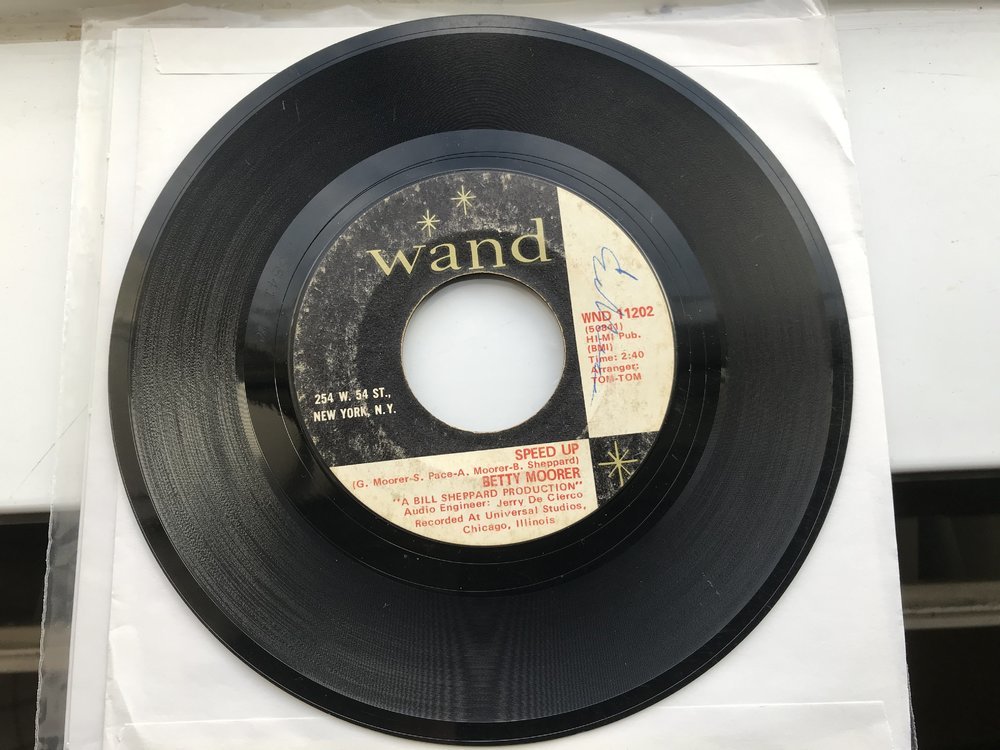 wand
WND 11202
(50841)
HI-MI Pub.
(BMI)
Time: 2:40
Arranger:
TOM-TOM
254 W. 54 ST.,
NEW YORK, N.Y.
SPEED UP
(G. Moorer-S. Pace-A. Moorer-B. Sheppard)
BETTY MOORER
"A BILL SHEPPARD PRODUCTION"
Audio Engineer: Jerry De Clerco
Recorded At Universal Studios,
Chicago, Illinois